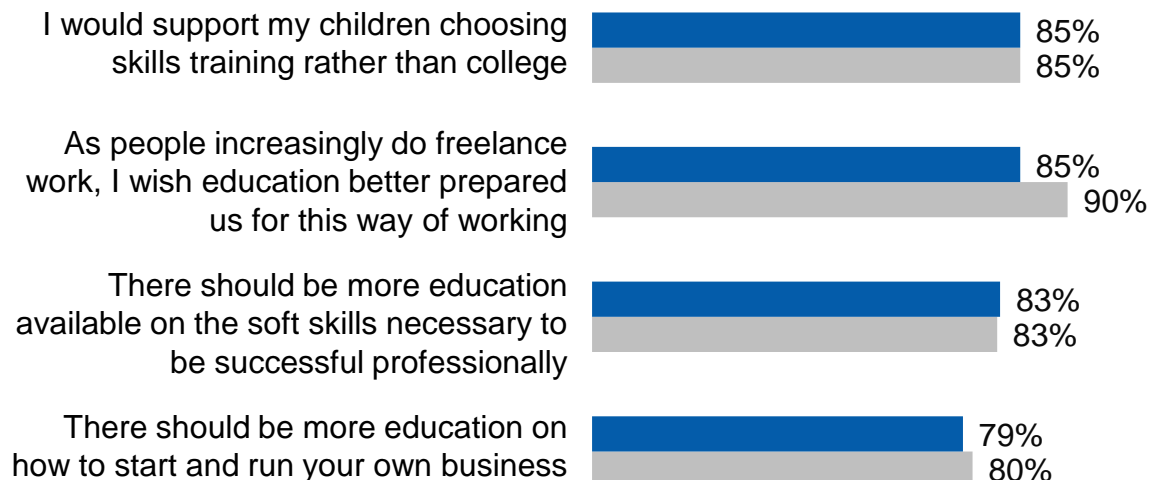 I would support my children choosing
skills training rather than college
85%
85%
As people increasingly do freelance
work, I wish education better prepared
us for this way of working
85%
90%
There should be more education
available on the soft skills necessary to
be successful professionally
83%
83%
There should be more education on
how to start and run your own business
79%
80%